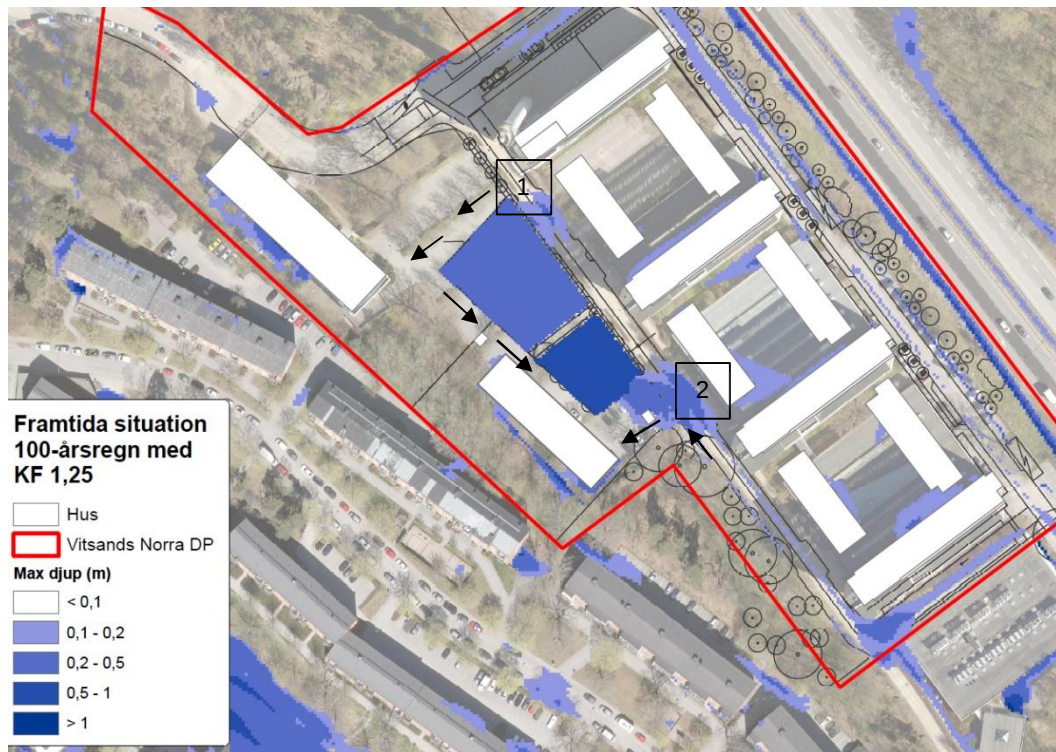 1
2
Framtida situation
100-årsregn med
KF 1,25
Hus
Vitsands Norra DP
Max djup (m)
< 0,1
0,1 - 0,2
0,2 - 0,5
0,5 - 1
> 1